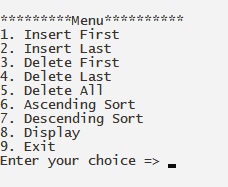 *********Menu**********
1. Insert First
2. Insert Last
3. Delete First
4. Delete Last
5. Delete All
6. Ascending Sort
7. Descending Sort
8. Display
9. Exit
Enter your choice => _